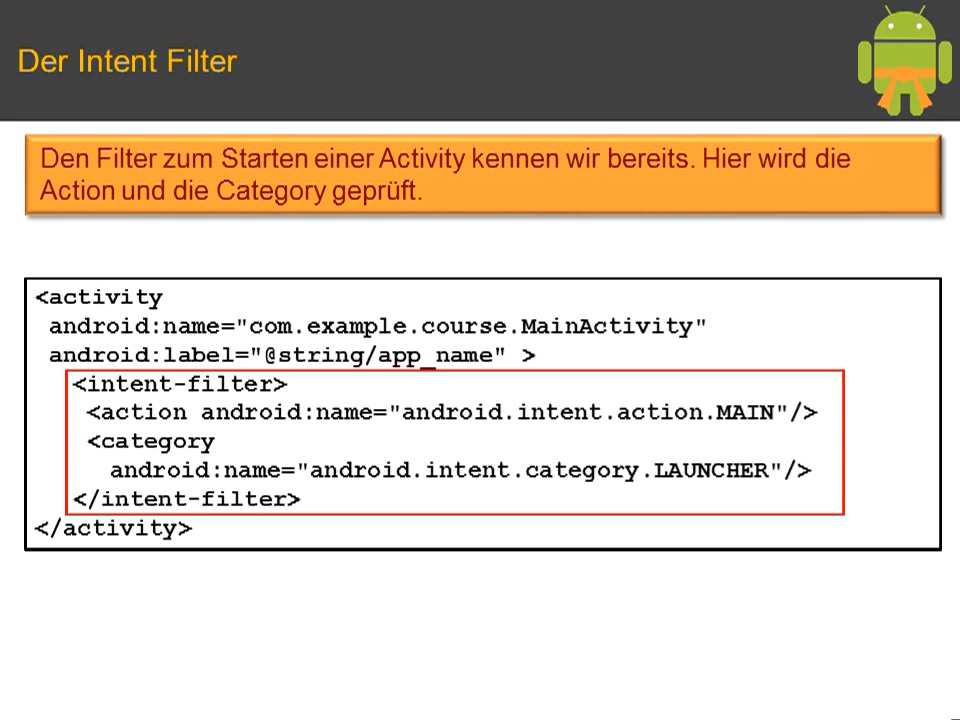 Der Intent Filter
Den Filter zum Starten einer Activity kennen wir bereits. Hier wird die
Action und die Category geprüft.
<activity
android:name="com.example.course.MainActivity"
android:label="@string/app_name" >
<intent-filter>
<action android:name="android.intent.action.MAIN"/>
<category
android:name="android.intent.category.LAUNCHER"/>
</intent-filter>
</activity>